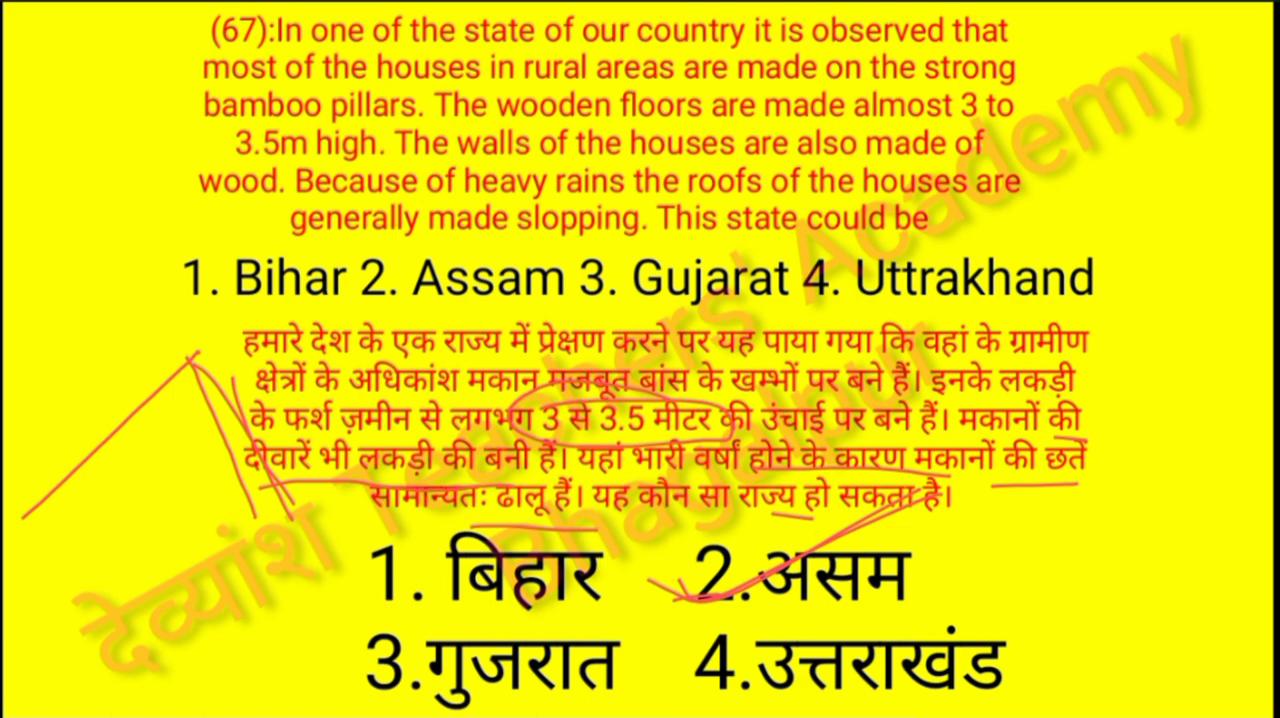 (67):In one of the state of our country it is observed that
most of the houses in rural areas are made on the strong
bamboo pillars. The wooden floors are made almost 3 to
3.5m high. The walls of the houses are also made of
wood. Because of heavy rains the roofs of the houses are
generally made slopping. This state could be
1. Bihar 2. Assam 3. Gujarat 4. Uttrakhand
हमारे देश के एक राज्य में प्रेक्षण करने पर यह पाया गया कि वहां के ग्रामीण
क्षेत्रों के अधिकांश मकान मजबूत बांस के खम्भों पर बने हैं। इनके लकड़ी
के फर्श ज़मीन से लगभग 3 से 3.5 मीटर की उंचाई पर बने हैं। मकानों की
दीवारें भी लकड़ी की बनी हैं। यहां भारी वर्षा होने के कारण मकानों की छतें
सामान्यतः ढालू हैं। यह कौन सा राज्य हो सकता है।
1. बिहार 2.असम
3.गुजरात 4.उत्तराखंड
देव्यांश Teachers' Academy
Bhagalpur